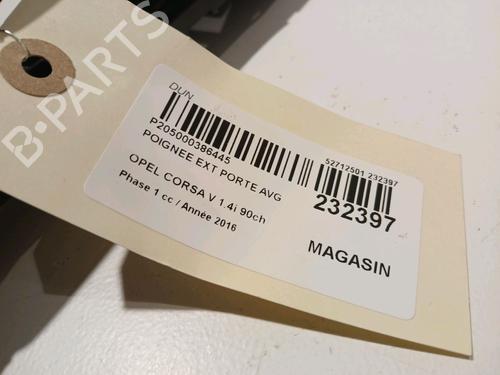 B-PARTS
DUN
P205000386445
52712501 232397
POIGNEE EXT PORTE AVG
232397
OPEL CORSA V 1.4i 90ch
Phase 1 cc / Année 2016
MAGASIN